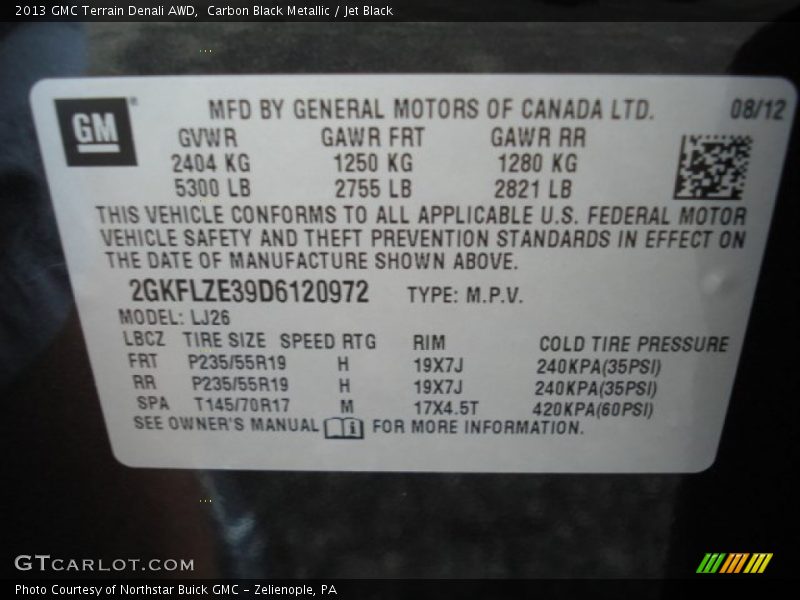 2013 GMC Terrain Denali AWD,  Carbon Black Metallic / Jet Black
GM® MFD BY GENERAL MOTORS OF CANADA LTD. 08/12
GVWR GAWR FRT GAWR RR
2404 KG 1250 KG 1280 KG
5300 LB 2755 LB 2821 LB
THIS VEHICLE CONFORMS TO ALL APPLICABLE U.S. FEDERAL MOTOR
VEHICLE SAFETY AND THEFT PREVENTION STANDARDS IN EFFECT ON
THE DATE OF MANUFACTURE SHOWN ABOVE.
2GKFLZE39D6120972 TYPE: M.P.V.
MODEL: LJ26
LBCZ TIRE SIZE SPEED RTG RIM COLD TIRE PRESSURE
FRT P235/55R19 H 19X7J 240KPA(35PSI)
RR P235/55R19 H 19X7J 240KPA(35PSI)
SPA T145/70R17 M 17X4.5T 420KPA(60PSI)
SEE OWNER'S MANUAL FOR MORE INFORMATION.
GTCARLOT.COM
Photo Courtesy of Northstar Buick GMC - Zelienople, PA